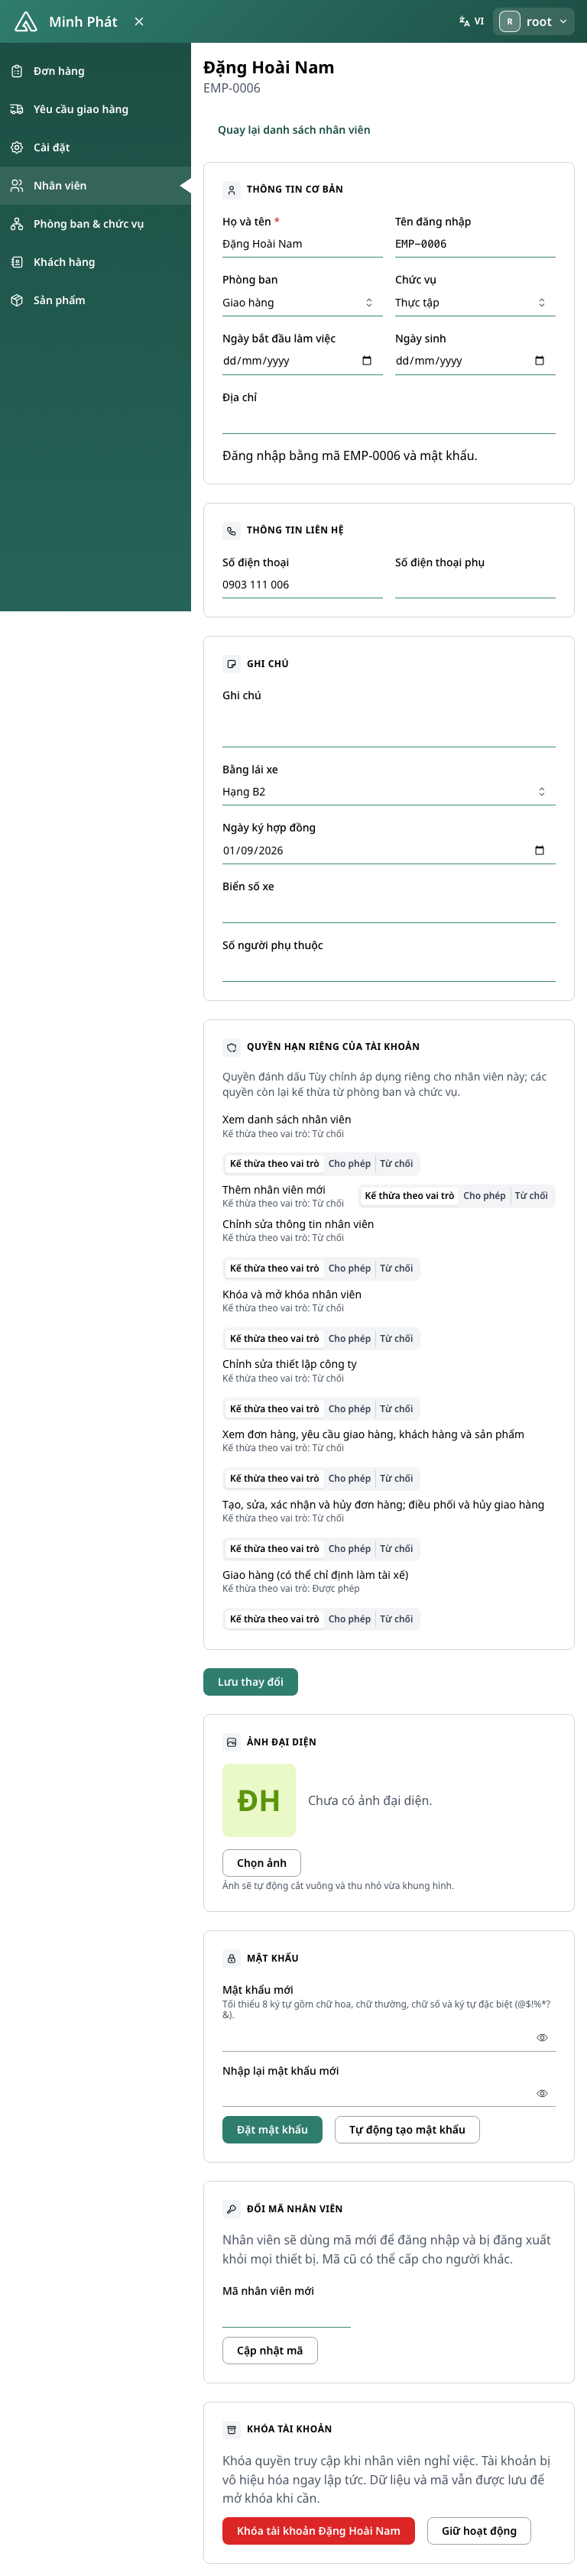 Minh Phát
VI
R
root
Đơn hàng
Yêu cầu giao hàng
Cài đặt
Nhân viên
Phòng ban & chức vụ
Khách hàng
Sản phẩm
Đặng Hoài Nam
EMP-0006
Quay lại danh sách nhân viên
THÔNG TIN CƠ BẢN
Họ và tên *
Tên đăng nhập
Đặng Hoài Nam
EMP-0006
Phòng ban
Chức vụ
Giao hàng
Thực tập
Ngày bắt đầu làm việc
Ngày sinh
dd/mm/yyyy
dd/mm/yyyy
Địa chỉ
Đăng nhập bằng mã EMP-0006 và mật khẩu.
THÔNG TIN LIÊN HỆ
Số điện thoại
Số điện thoại phụ
0903 111 006
GHI CHÚ
Ghi chú
Bằng lái xe
Hạng B2
Ngày ký hợp đồng
01/09/2026
Biển số xe
Số người phụ thuộc
QUYỀN HẠN RIÊNG CỦA TÀI KHOẢN
Quyền đánh dấu Tùy chỉnh áp dụng riêng cho nhân viên này; các
quyền còn lại kế thừa từ phòng ban và chức vụ.
Xem danh sách nhân viên
Kế thừa theo vai trò: Từ chối
Kế thừa theo vai trò Cho phép Từ chối
Thêm nhân viên mới
Kế thừa theo vai trò: Từ chối
Kế thừa theo vai trò Cho phép Từ chối
Chỉnh sửa thông tin nhân viên
Kế thừa theo vai trò: Từ chối
Kế thừa theo vai trò Cho phép Từ chối
Khóa và mở khóa nhân viên
Kế thừa theo vai trò: Từ chối
Kế thừa theo vai trò Cho phép Từ chối
Chỉnh sửa thiết lập công ty
Kế thừa theo vai trò: Từ chối
Kế thừa theo vai trò Cho phép Từ chối
Xem đơn hàng, yêu cầu giao hàng, khách hàng và sản phẩm
Kế thừa theo vai trò: Từ chối
Kế thừa theo vai trò Cho phép Từ chối
Tạo, sửa, xác nhận và hủy đơn hàng; điều phối và hủy giao hàng
Kế thừa theo vai trò: Từ chối
Kế thừa theo vai trò Cho phép Từ chối
Giao hàng (có thể chỉ định làm tài xế)
Kế thừa theo vai trò: Được phép
Kế thừa theo vai trò Cho phép Từ chối
Lưu thay đổi
ẢNH ĐẠI DIỆN
ĐH
Chưa có ảnh đại diện.
Chọn ảnh
Ảnh sẽ tự động cắt vuông và thu nhỏ vừa khung hình.
MẬT KHẨU
Mật khẩu mới
Tối thiểu 8 ký tự gồm chữ hoa, chữ thường, chữ số và ký tự đặc biệt (@$!%*?
&).
Nhập lại mật khẩu mới
Đặt mật khẩu
Tự động tạo mật khẩu
ĐỔI MÃ NHÂN VIÊN
Nhân viên sẽ dùng mã mới để đăng nhập và bị đăng xuất
khỏi mọi thiết bị. Mã cũ có thể cấp cho người khác.
Mã nhân viên mới
Cập nhật mã
KHÓA TÀI KHOẢN
Khóa quyền truy cập khi nhân viên nghỉ việc. Tài khoản bị
vô hiệu hóa ngay lập tức. Dữ liệu và mã vẫn được lưu để
mở khóa khi cần.
Khóa tài khoản Đặng Hoài Nam
Giữ hoạt động